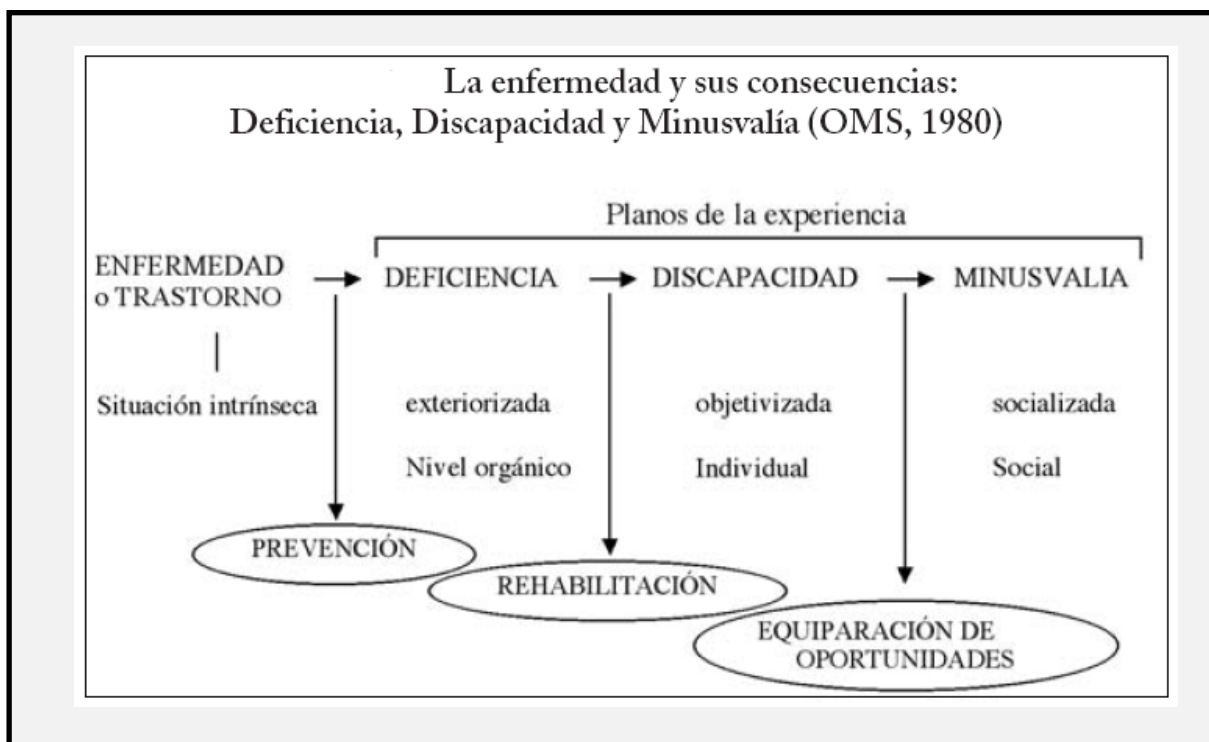 La enfermedad y sus consecuencias:
Deficiencia, Discapacidad y Minusvalía (OMS, 1980)
Planos de la experiencia
ENFERMEDAD
o TRASTORNO
DEFICIENCIA
DISCAPACIDAD
MINUSVALIA
Situación intrínseca
exteriorizada
objetivizada
socializada
Nivel orgánico
Individual
Social
PREVENCIÓN
REHABILITACIÓN
EQUIPARACIÓN DE
OPORTUNIDADES